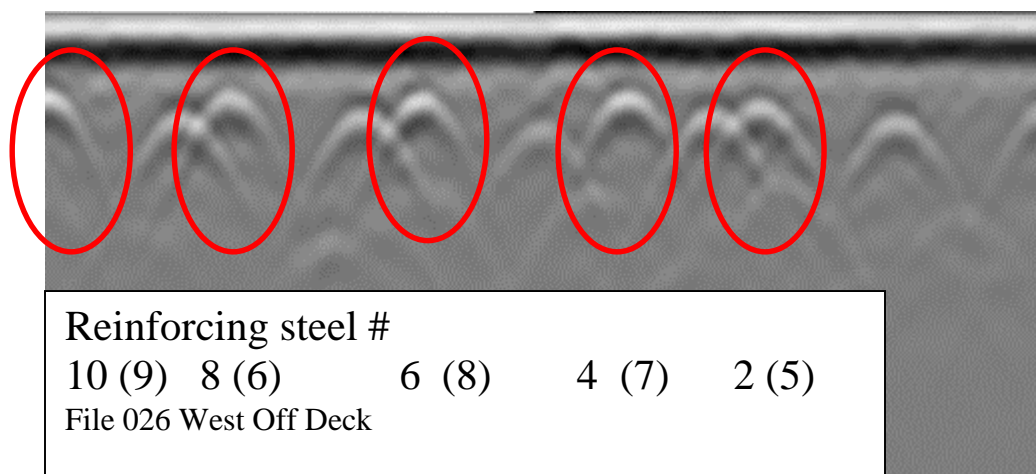 Reinforcing steel #
10 (9) 8 (6) 6 (8) 4 (7) 2 (5)
File 026 West Off Deck